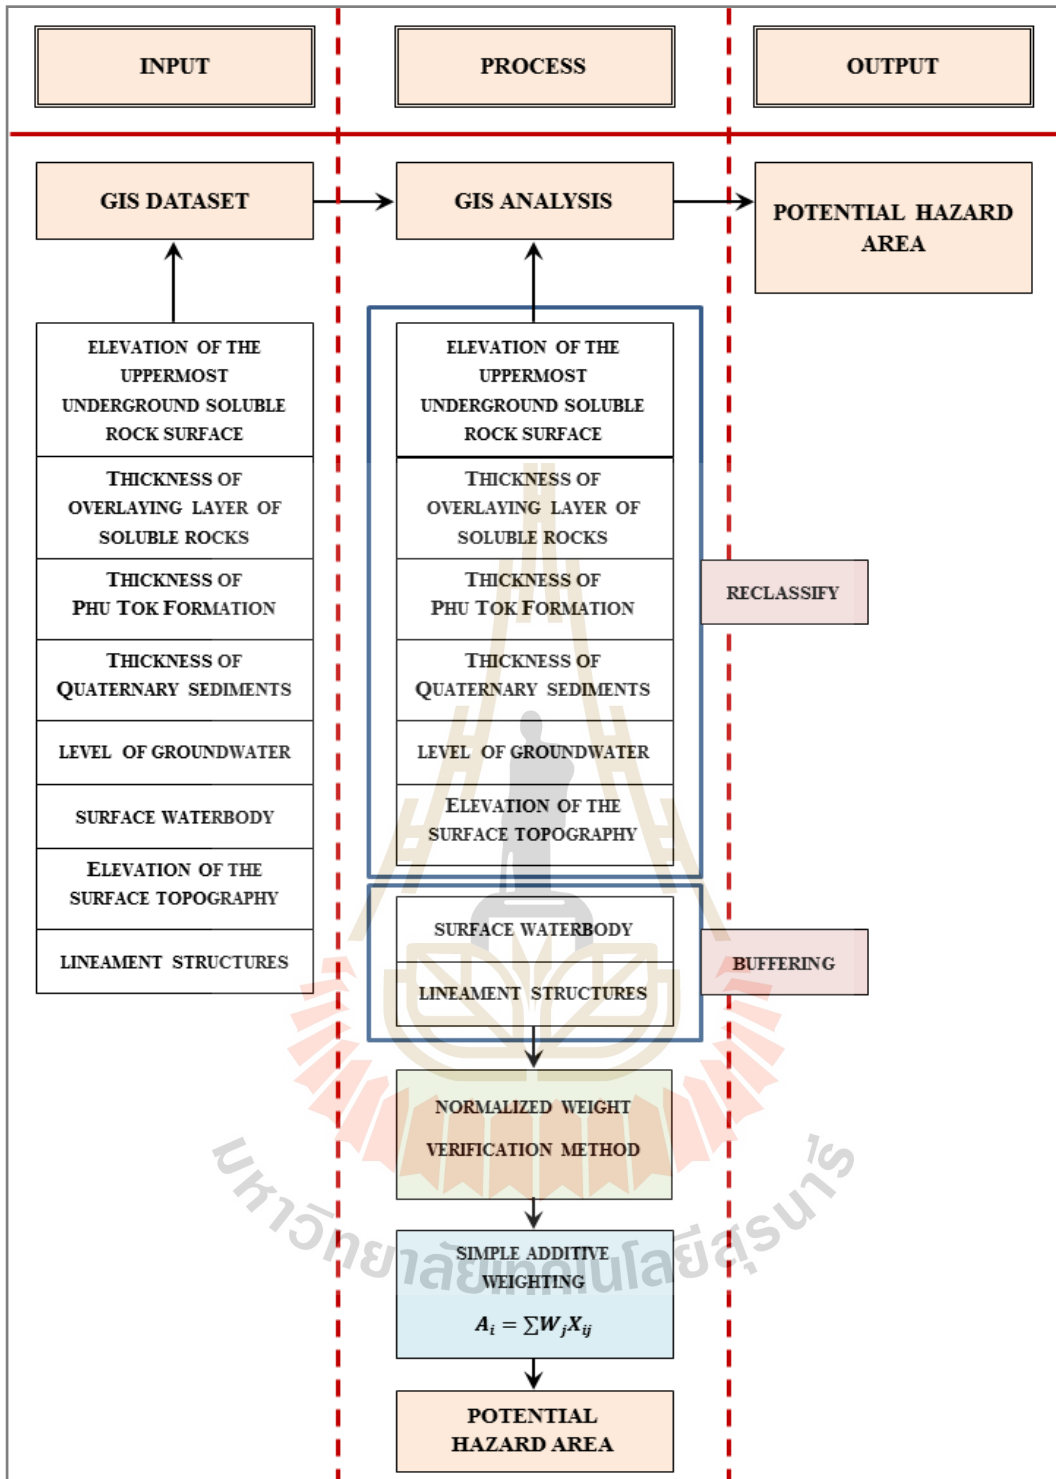 INPUT
PROCESS
OUTPUT
GIS DATASET
GIS ANALYSIS
POTENTIAL HAZARD
AREA
ELEVATION OF THE
UPPERMOST
UNDERGROUND SOLUBLE
ROCK SURFACE
THICKNESS OF
OVERLAYING LAYER OF
SOLUBLE ROCKS
THICKNESS OF
PHU TOK FORMATION
THICKNESS OF
QUATERNARY SEDIMENTS
LEVEL OF GROUNDWATER
SURFACE WATERBODY
ELEVATION OF THE
SURFACE TOPOGRAPHY
LINEAMENT STRUCTURES
ELEVATION OF THE
UPPERMOST
UNDERGROUND SOLUBLE
ROCK SURFACE
THICKNESS OF
OVERLAYING LAYER OF
SOLUBLE ROCKS
THICKNESS OF
PHU TOK FORMATION
THICKNESS OF
QUATERNARY SEDIMENTS
LEVEL OF GROUNDWATER
ELEVATION OF THE
SURFACE TOPOGRAPHY
RECLASSIFY
SURFACE WATERBODY
LINEAMENT STRUCTURES
BUFFERING
NORMALIZED WEIGHT
VERIFICATION METHOD
SIMPLE ADDITIVE
WEIGHTING
A_i = ∑W_jX_ij
POTENTIAL
HAZARD AREA
มหาวิทยาลัยเทคโนโลยีสุรนารี